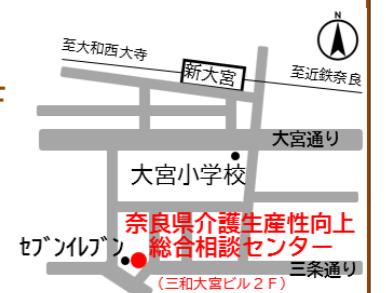 N
至大和西大寺
新大宮
至近鉄奈良
大宮通り
大宮小学校
奈良県介護生産性向上
セブンイレブン
総合相談センター
三条通り
(三和大宮ビル2F)